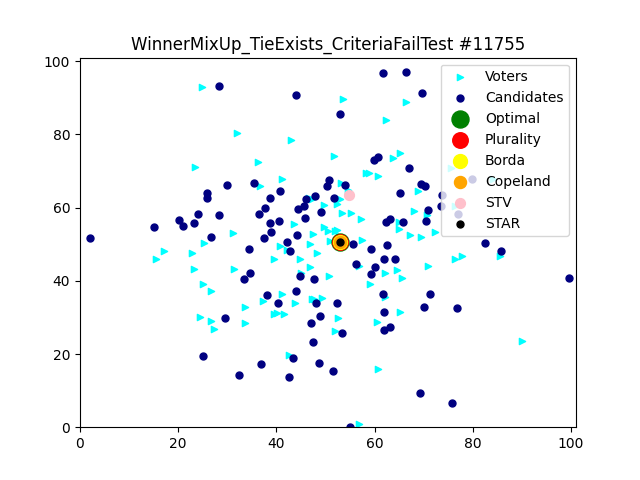 WinnerMixUp_TieExists_CriteriaFailTest #11755
100
80
60
40
20
0
0 20 40 60 80 100
Voters
Candidates
Optimal
Plurality
Borda
Copeland
STV
STAR